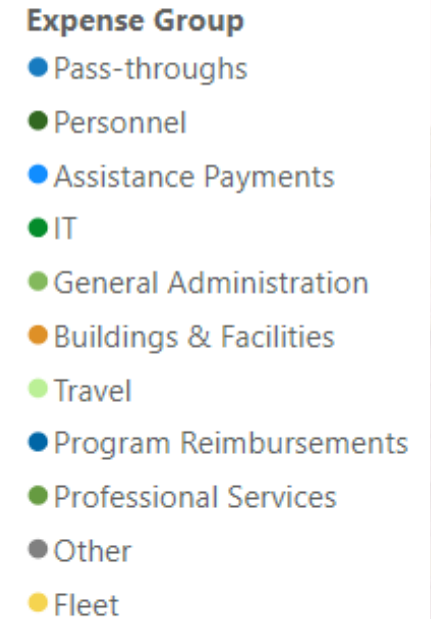 Expense Group
Pass-throughs
Personnel
Assistance Payments
IT
General Administration
Buildings & Facilities
Travel
Program Reimbursements
Professional Services
Other
Fleet